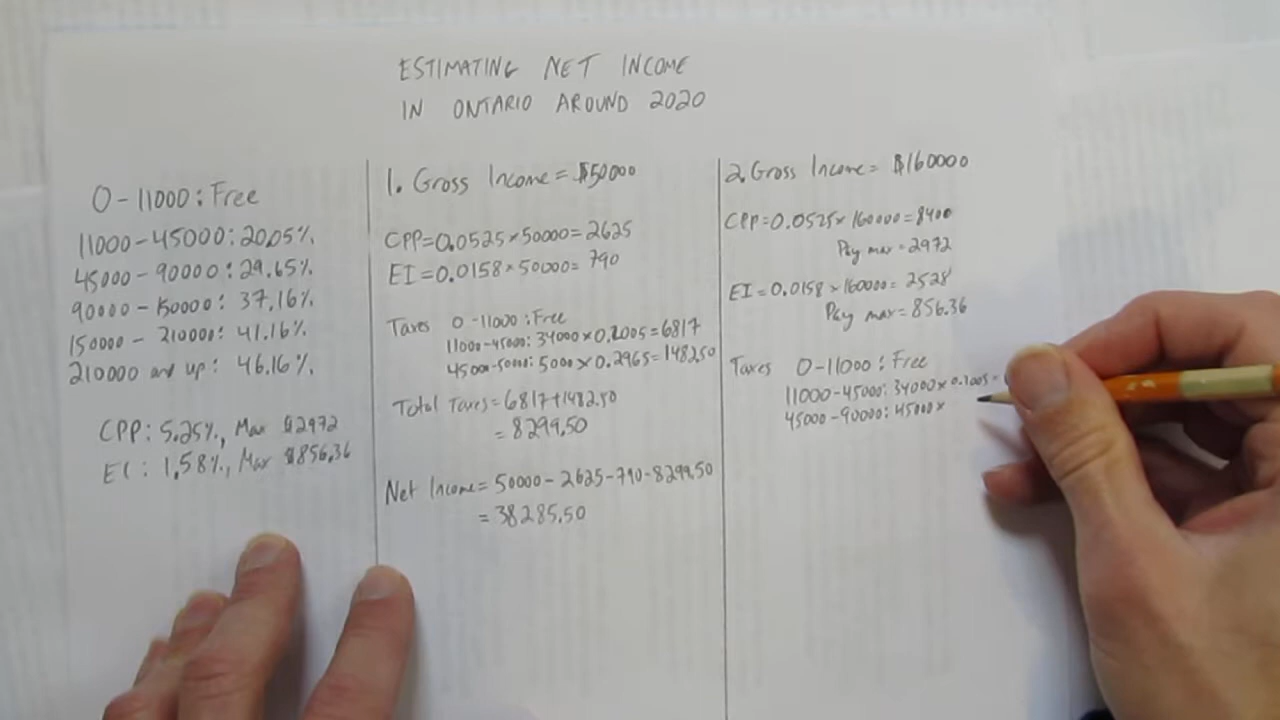 ESTIMATING NET INCOME
IN ONTARIO AROUND 2020
0-11000: Free
11000-45000: 20.05%
45000-90000: 29.65%
90000-150000: 37.16%
150000-210000: 41.16%
210000 and up: 46.16%
CPP: 5.25%, Max $2972
EI: 1.58%, Max $856.36
1. Gross Income = $50000
CPP=0.0525×50000=2625
EI=0.0158×50000=790
Taxes 0-11000: Free
11000-45000: 34000×0.2005=6817
45000-50000: 5000×0.2965=1482.50
Total Taxes=6817+1482.50
=8299.50
Net Income=50000-2625-790-8299.50
=38285.50
2. Gross Income= $160000
CPP=0.0525×160000=8400
Pay max=2972
EI=0.0158×160000=2528
Pay max=856.36
Taxes 0-11000: Free
11000-45000: 34000×0.2005=
45000-90000: 45000×